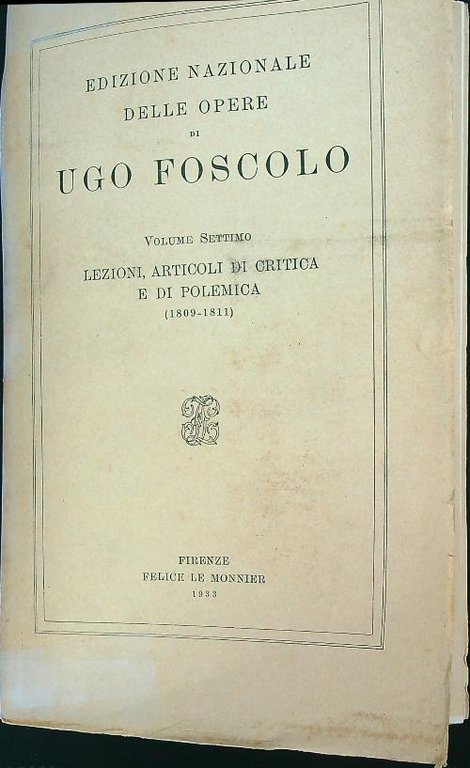 EDIZIONE NAZIONALE
DELLE OPERE
DI
UGO FOSCOLO
VOLUME SETTIMO
LEZIONI, ARTICOLI DI CRITICA
E DI POLEMICA
(1809-1811)
FIRENZE
FELICE LE MONNIER
1933